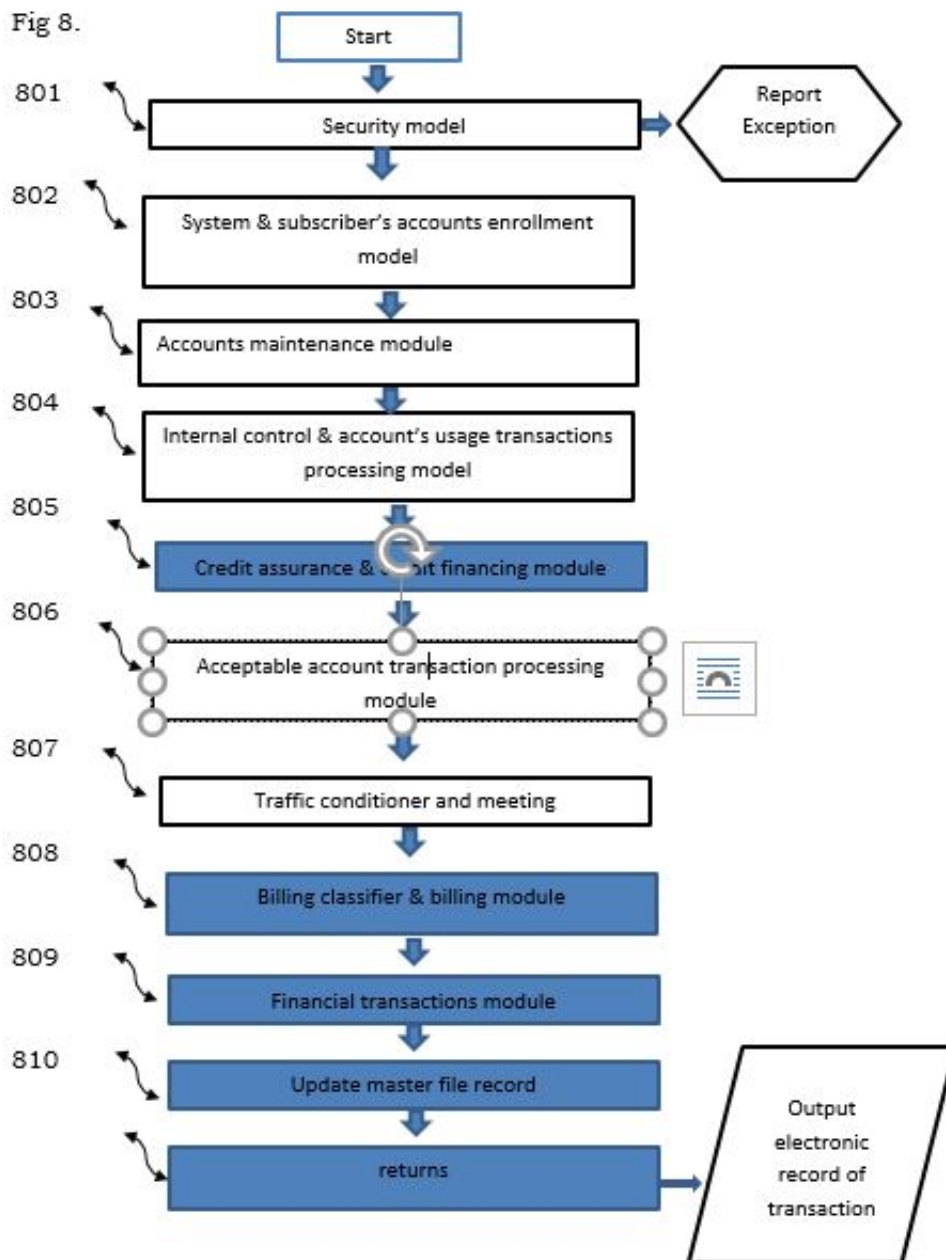 Fig 8.
Start
801
Security model
Report
Exception
802
System & subscriber's accounts enrollment
model
803
Accounts maintenance module
804
Internal control & account's usage transactions
processing model
805
Credit assurance & financing module
806
Acceptable account transaction processing
module
807
Traffic conditioner and meeting
808
Billing classifier & billing module
809
Financial transactions module
810
Update master file record
returns
Output
electronic
record of
transaction